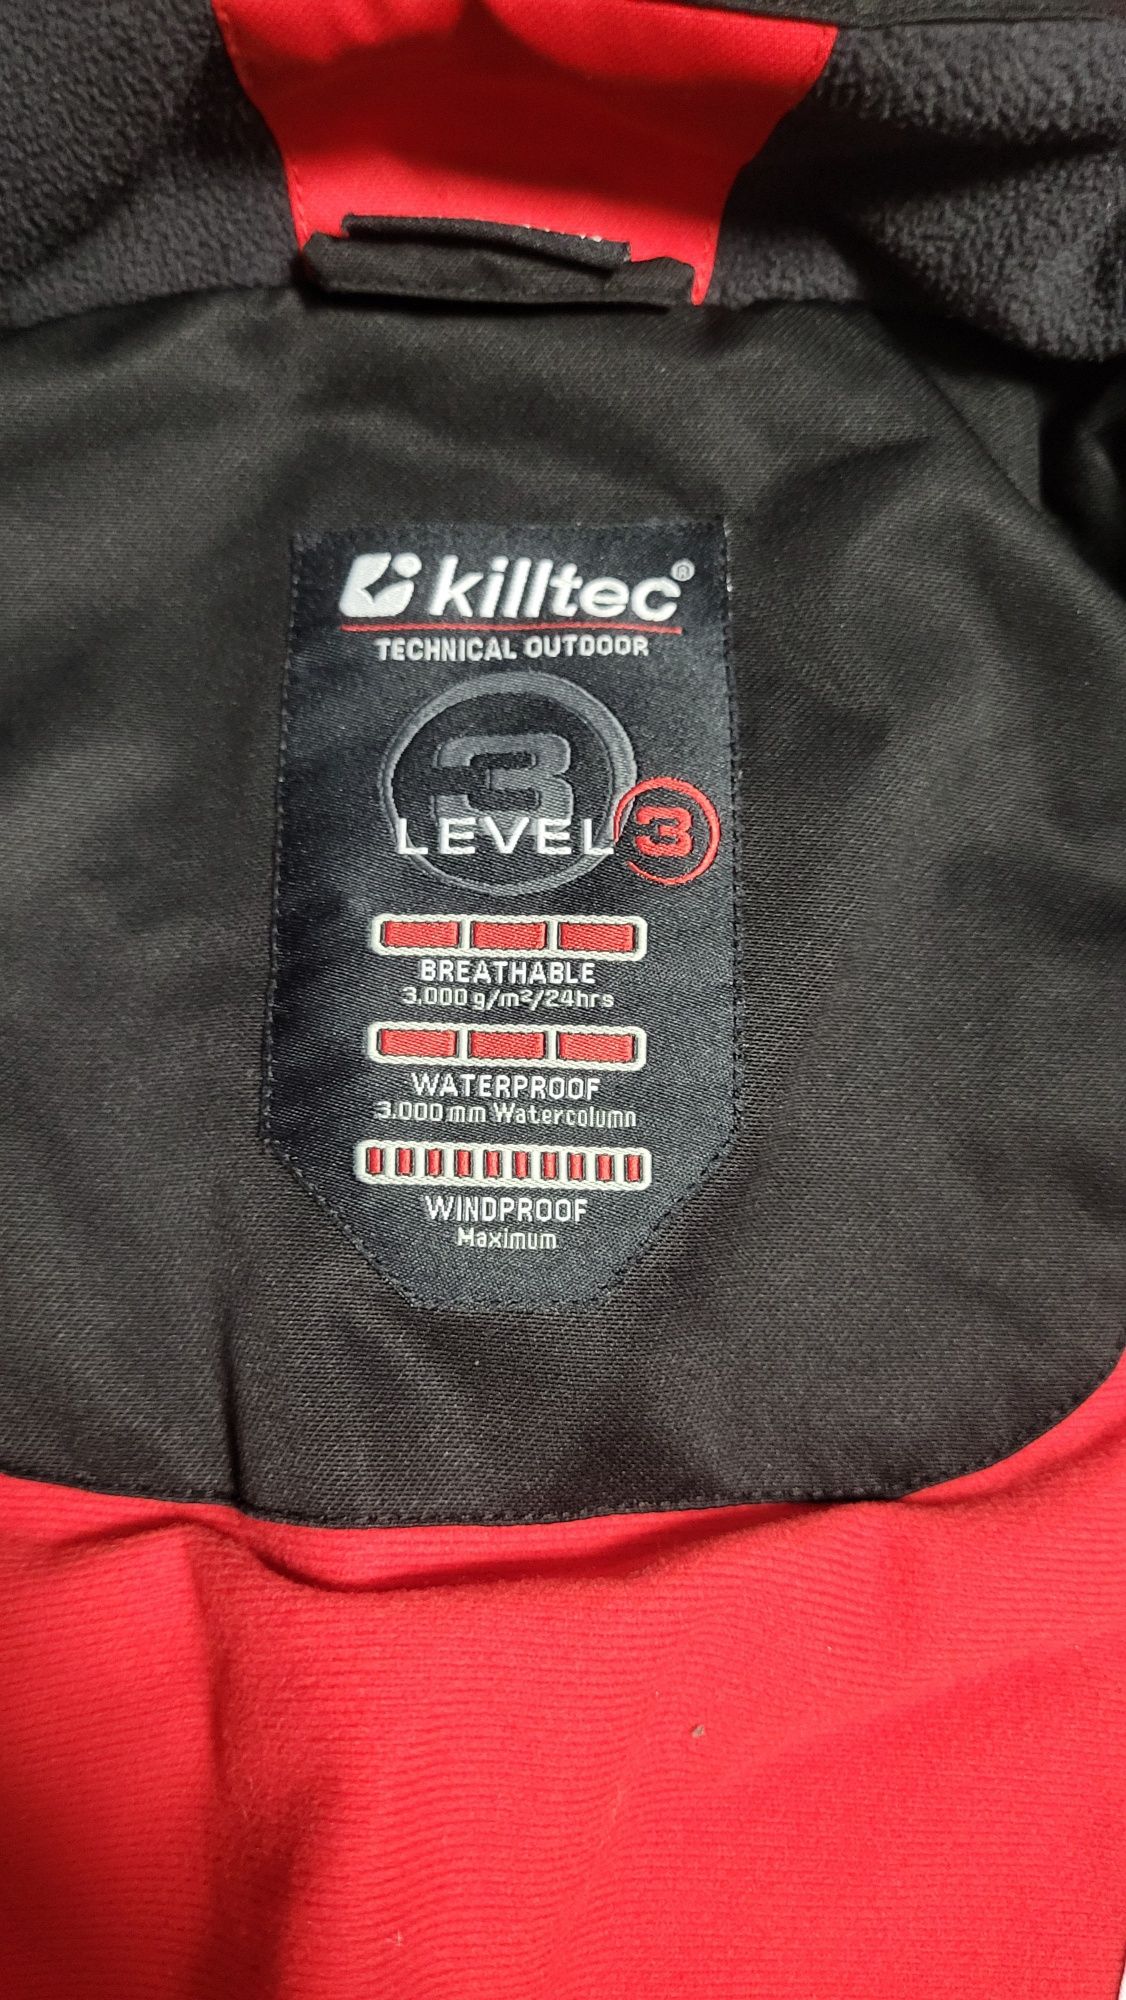 killtec®
TECHNICAL OUTDOOR
3
LEVEL 3
BREATHABLE
3,000 g/m²/24hrs
WATERPROOF
3.000 mm Watercolumn
WINDPROOF
Maximum